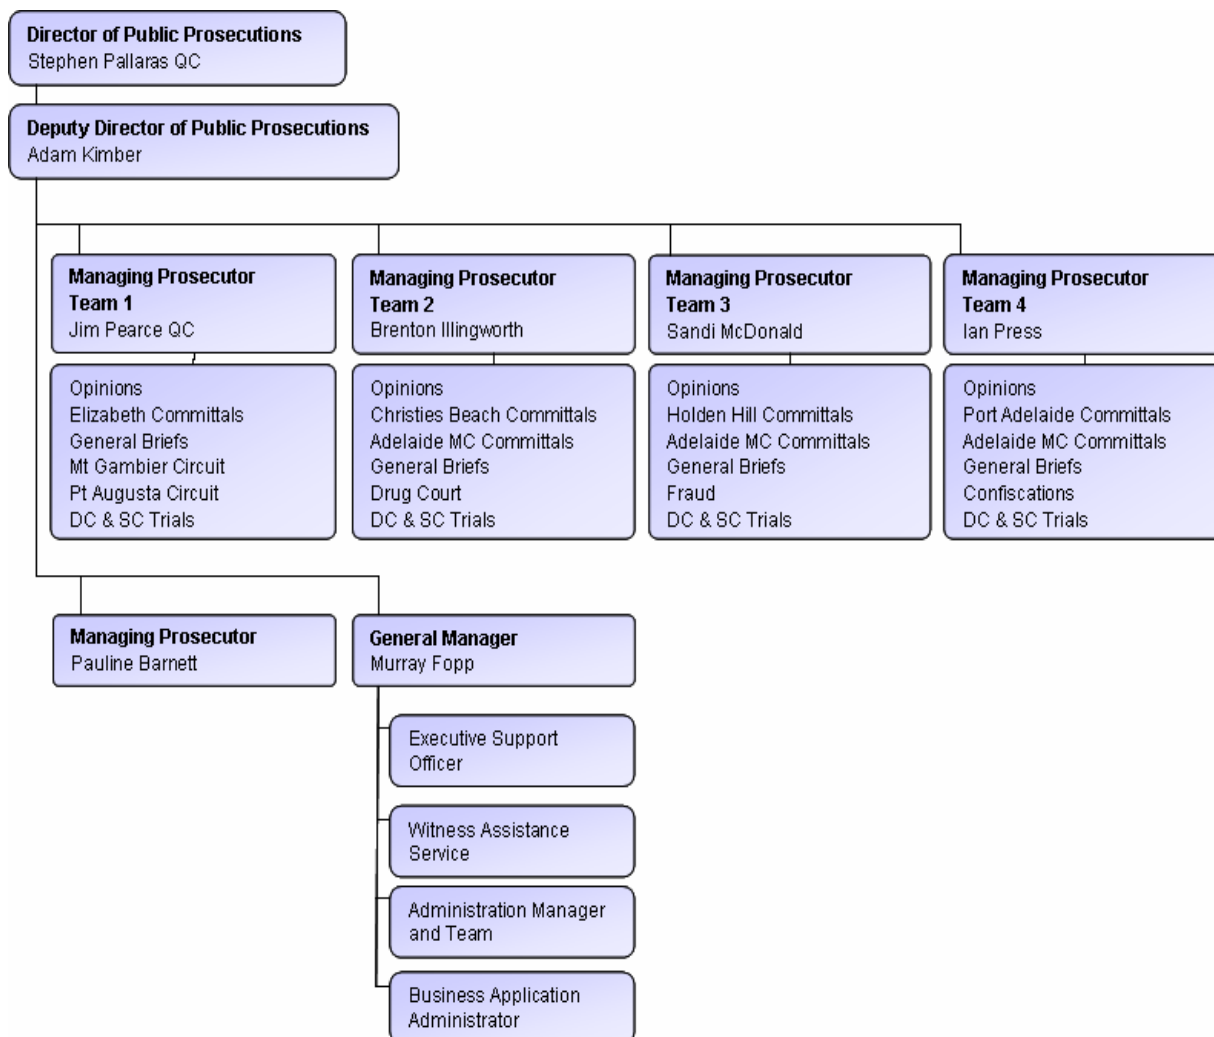 Director of Public Prosecutions
Stephen Pallaras QC
Deputy Director of Public Prosecutions
Adam Kimber
Managing Prosecutor
Team 1
Jim Pearce QC
Opinions
Elizabeth Committals
General Briefs
Mt Gambier Circuit
Pt Augusta Circuit
DC & SC Trials
Managing Prosecutor
Team 2
Brenton Illingworth
Opinions
Christies Beach Committals
Adelaide MC Committals
General Briefs
Drug Court
DC & SC Trials
Managing Prosecutor
Team 3
Sandi McDonald
Opinions
Holden Hill Committals
Adelaide MC Committals
General Briefs
Fraud
DC & SC Trials
Managing Prosecutor
Team 4
Ian Press
Opinions
Port Adelaide Committals
Adelaide MC Committals
General Briefs
Confiscations
DC & SC Trials
Managing Prosecutor
Pauline Barnett
General Manager
Murray Fopp
Executive Support
Officer
Witness Assistance
Service
Administration Manager
and Team
Business Application
Administrator